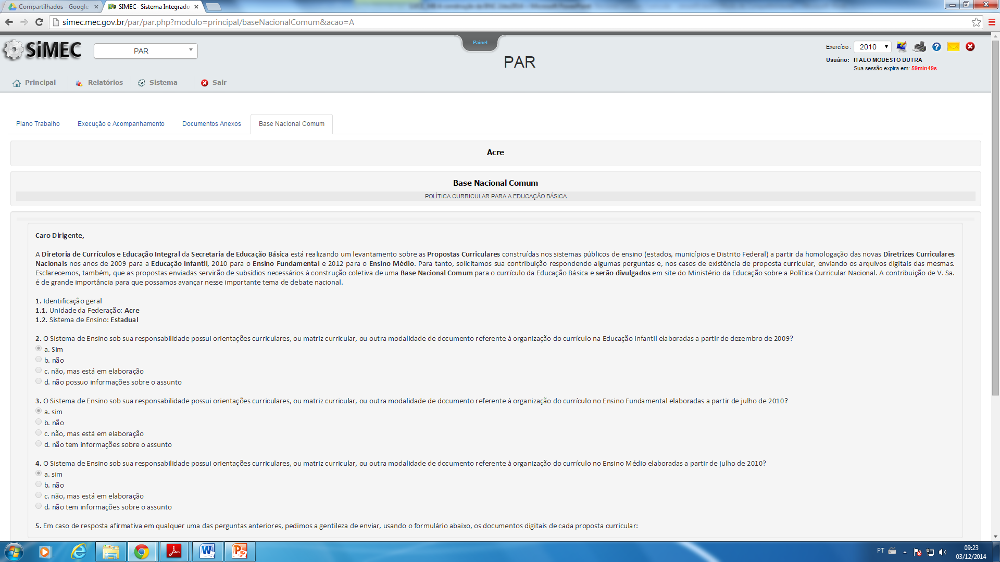 Compartilhados - Google
SIMEC- Sistema Integrado
simec.mec.gov.br/par/par.php?modulo=principal/baseNacionalComum&acao=A
SiMEC
PAR
Painel
PAR
Exercício : 2010
Usuário: ITALO MODESTO DUTRA
Sua sessão expira em: 59min49s
Principal Relatórios Sistema Sair
Plano Trabalho Execução e Acompanhamento Documentos Anexos Base Nacional Comum
Acre
Base Nacional Comum
POLÍTICA CURRICULAR PARA A EDUCAÇÃO BÁSICA
Caro Dirigente,
A Diretoria de Currículos e Educação Integral da Secretaria de Educação Básica está realizando um levantamento sobre as Propostas Curriculares construídas nos sistemas públicos de ensino (estados, municípios e Distrito Federal) a partir da homologação das novas Diretrizes Curriculares
Nacionais nos anos de 2009 para a Educação Infantil, 2010 para o Ensino Fundamental e 2012 para o Ensino Médio. Para tanto, solicitamos sua contribuição respondendo algumas perguntas e, nos casos de existência de proposta curricular, enviando os arquivos digitais das mesmas.
Esclarecemos, também, que as propostas enviadas servirão de subsídios necessários à construção coletiva de uma Base Nacional Comum para o currículo da Educação Básica e serão divulgados em site do Ministério da Educação sobre a Política Curricular Nacional. A contribuição de V. Sa.
é de grande importância para que possamos avançar nesse importante tema de debate nacional.
1. Identificação geral
1.1. Unidade da Federação: Acre
1.2. Sistema de Ensino: Estadual
2. O Sistema de Ensino sob sua responsabilidade possui orientações curriculares, ou matriz curricular, ou outra modalidade de documento referente à organização do currículo na Educação Infantil elaboradas a partir de dezembro de 2009?
a. Sim
b. não
c. não, mas está em elaboração
d. não possuo informações sobre o assunto
3. O Sistema de Ensino sob sua responsabilidade possui orientações curriculares, ou matriz curricular, ou outra modalidade de documento referente à organização do currículo no Ensino Fundamental elaboradas a partir de julho de 2010?
a. sim
b. não
c. não, mas está em elaboração
d. não tem informações sobre o assunto
4. O Sistema de Ensino sob sua responsabilidade possui orientações curriculares, ou matriz curricular, ou outra modalidade de documento referente à organização do currículo no Ensino Médio elaboradas a partir de julho de 2010?
a. sim
b. não
c. não, mas está em elaboração
d. não tem informações sobre o assunto
5. Em caso de resposta afirmativa em qualquer uma das perguntas anteriores, pedimos a gentileza de enviar, usando o formulário abaixo, os documentos digitais de cada proposta curricular:
PT
09:23
03/12/2014